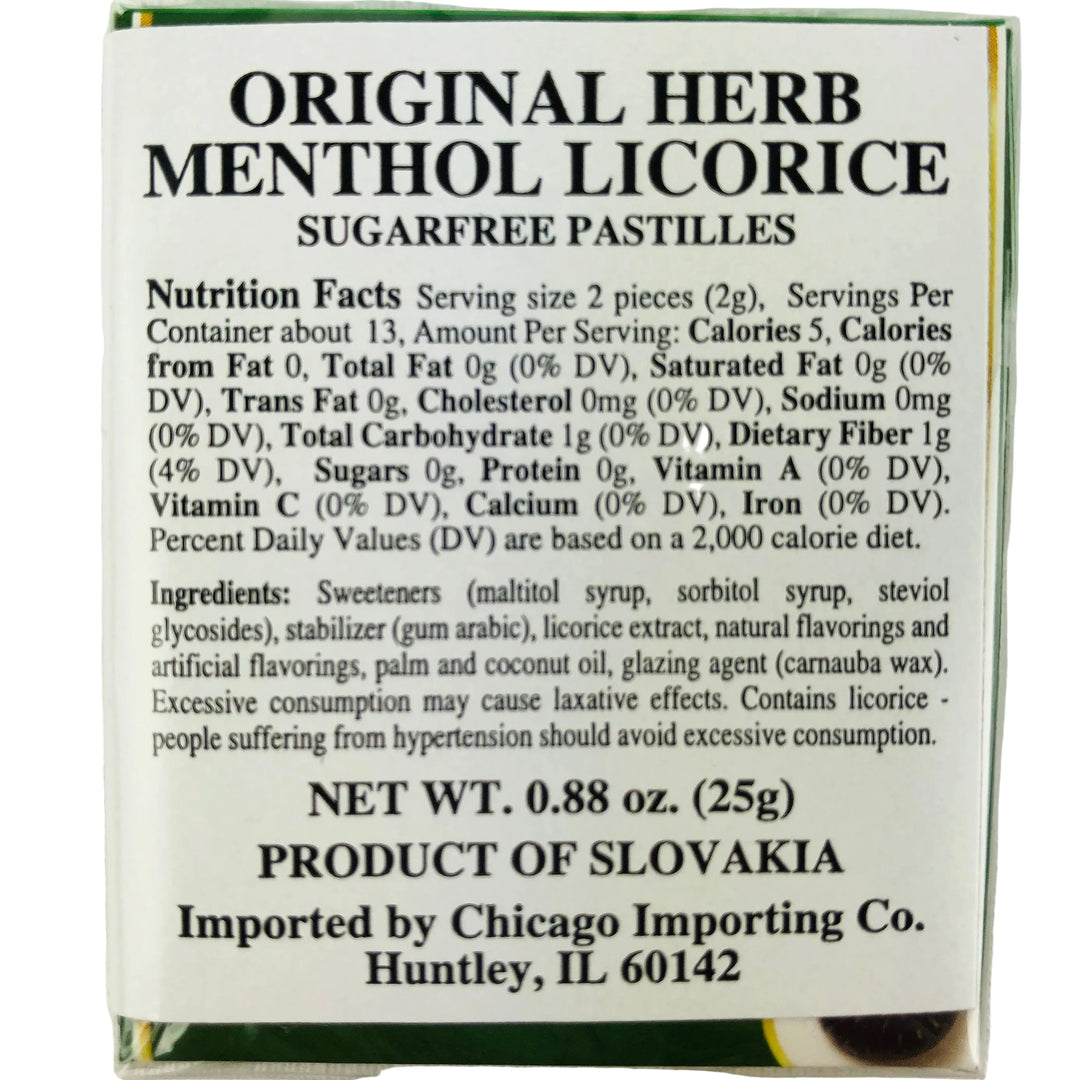 ORIGINAL HERB
MENTHOL LICORICE
SUGARFREE PASTILLES
Nutrition Facts Serving size 2 pieces (2g), Servings Per
Container about 13, Amount Per Serving: Calories 5, Calories
from Fat 0, Total Fat 0g (0% DV), Saturated Fat 0g (0%
DV), Trans Fat 0g, Cholesterol 0mg (0% DV), Sodium 0mg
(0% DV), Total Carbohydrate 1g (0% DV), Dietary Fiber 1g
(4% DV), Sugars 0g, Protein 0g, Vitamin A (0% DV),
Vitamin C (0% DV), Calcium (0% DV), Iron (0% DV).
Percent Daily Values (DV) are based on a 2,000 calorie diet.
Ingredients: Sweeteners (maltitol syrup, sorbitol syrup, steviol
glycosides), stabilizer (gum arabic), licorice extract, natural flavorings and
artificial flavorings, palm and coconut oil, glazing agent (carnauba wax).
Excessive consumption may cause laxative effects. Contains licorice -
people suffering from hypertension should avoid excessive consumption.
NET WT. 0.88 oz. (25g)
PRODUCT OF SLOVAKIA
Imported by Chicago Importing Co.
Huntley, IL 60142